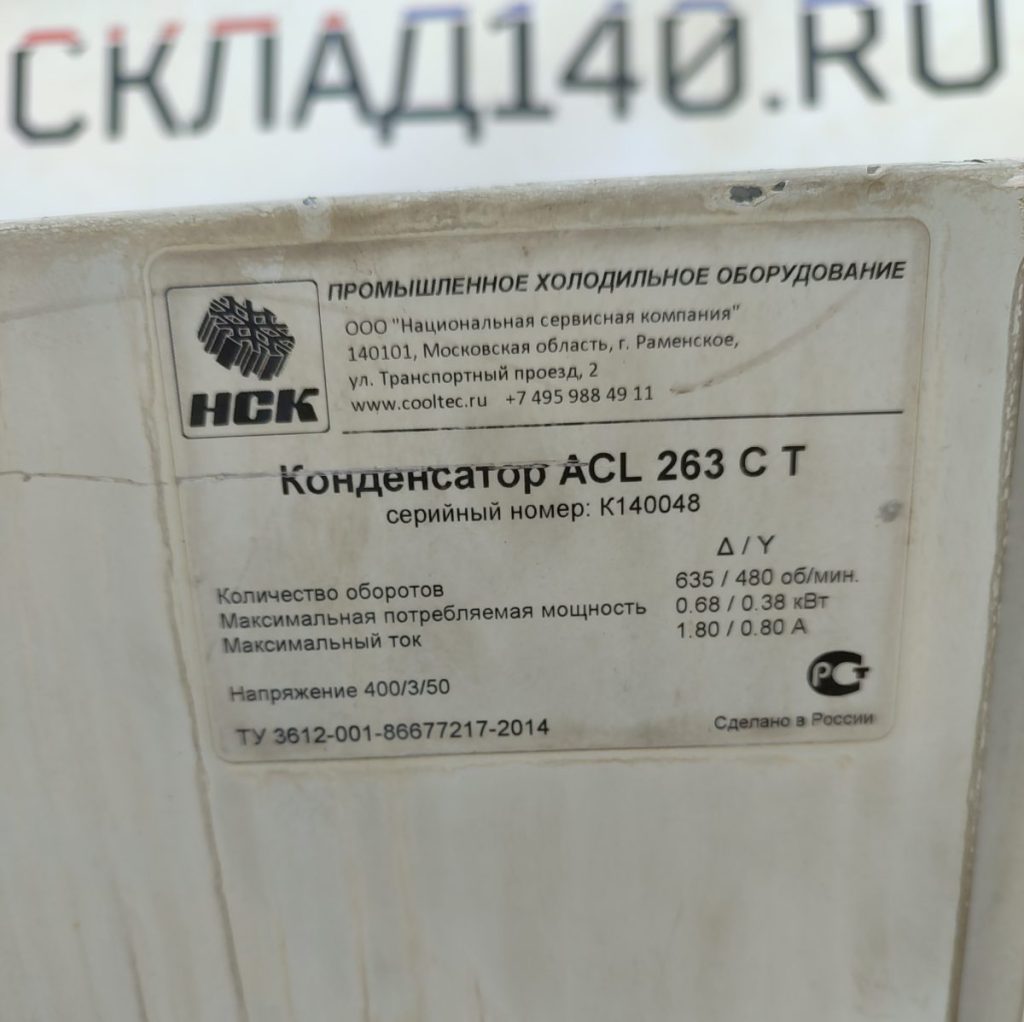 СКЛАД140.RU
ПРОМЫШЛЕННОЕ ХОЛОДИЛЬНОЕ ОБОРУДОВАНИЕ
ООО "Национальная сервисная компания"
140101, Московская область, г. Раменское,
ул. Транспортный проезд, 2
www.cooltec.ru +7 495 988 49 11
НСК
Конденсатор ACL 263 C T
серийный номер: К140048
Δ / Y
Количество оборотов 635 / 480 об/мин.
Максимальная потребляемая мощность 0.68 / 0.38 кВт
Максимальный ток 1.80 / 0.80 А
Напряжение 400/3/50
РСТ
ТУ 3612-001-86677217-2014 Сделано в России